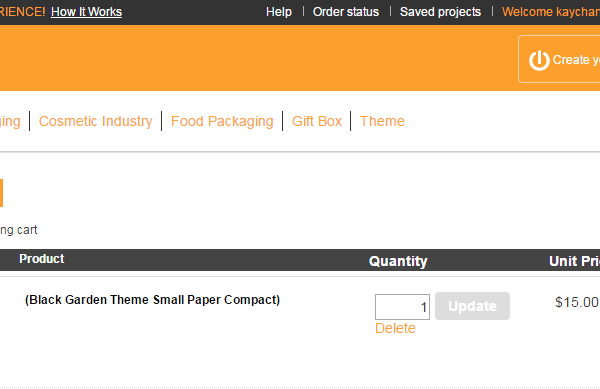 RIENCE! How It Works Help Order status Saved projects Welcome kaychan
Create
ging Cosmetic Industry Food Packaging Gift Box Theme
ng cart
Product Quantity Unit Pri
(Black Garden Theme Small Paper Compact) 1 Update $15.00
Delete